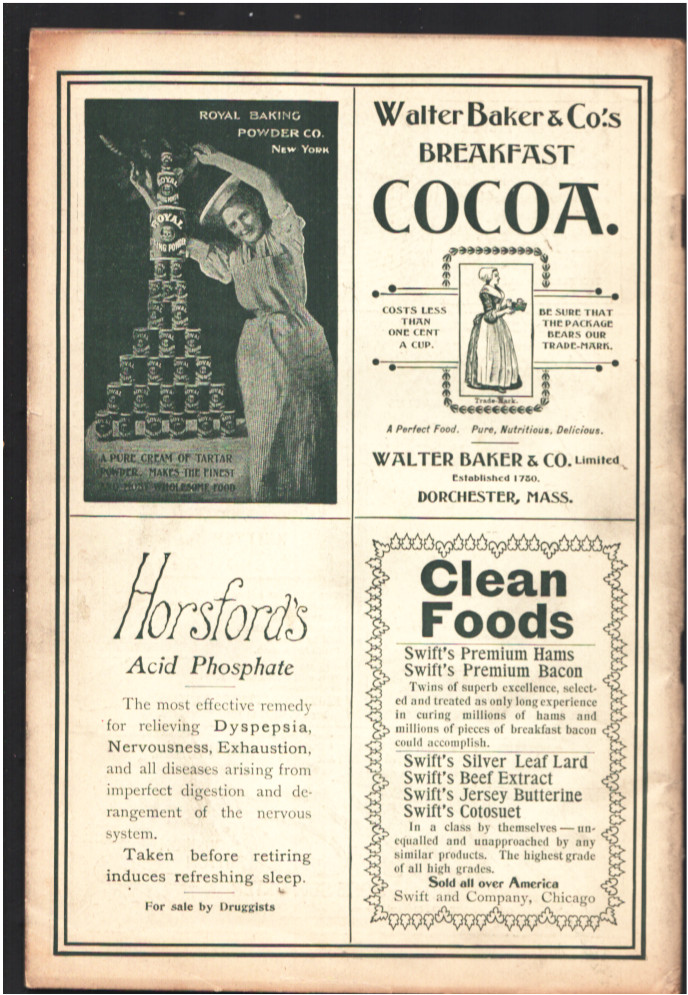 ROYAL BAKING
POWDER CO.
NEW YORK
ROYAL
ROYAL
A PURE CREAM OF TARTAR
POWDER. MAKES THE FINEST
AND MOST WHOLESOME FOOD
Walter Baker & Co.'s
BREAKFAST
COCOA.
COSTS LESS
THAN
ONE CENT
A CUP.
BE SURE THAT
THE PACKAGE
BEARS OUR
TRADE-MARK.
Trade-Mark.
A Perfect Food. Pure, Nutritious, Delicious.
WALTER BAKER & CO. Limited
Established 1780.
DORCHESTER, MASS.
Horsford's
Acid Phosphate
The most effective remedy
for relieving Dyspepsia,
Nervousness, Exhaustion,
and all diseases arising from
imperfect digestion and de-
rangement of the nervous
system.
Taken before retiring
induces refreshing sleep.
For sale by Druggists
Clean
Foods
Swift's Premium Hams
Swift's Premium Bacon
Twins of superb excellence, select-
ed and treated as only long experience
in curing millions of hams and
millions of pieces of breakfast bacon
could accomplish.
Swift's Silver Leaf Lard
Swift's Beef Extract
Swift's Jersey Butterine
Swift's Cotosuet
In a class by themselves — un-
equalled and unapproached by any
similar products. The highest grade
of all high grades.
Sold all over America
Swift and Company, Chicago